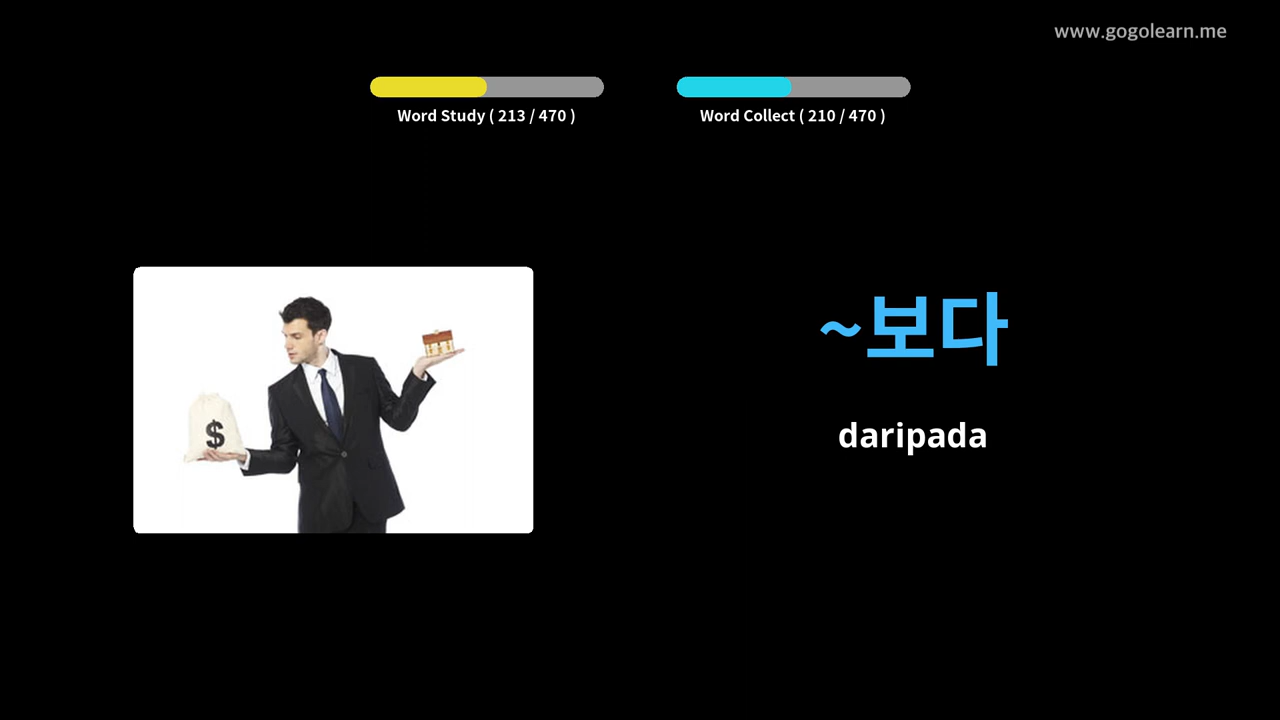 www.gogolearn.me
Word Study ( 213 / 470 )
Word Collect ( 210 / 470 )
$
~보다
daripada